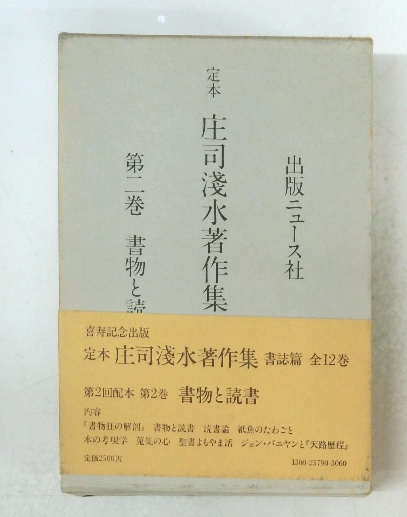 出版ニュース社
定本 庄司淺水著作集
第二巻 書物と読
喜寿記念出版
定本 庄司淺水著作集 書誌篇 全12巻
第2回配本 第2巻 書物と読書
内容
『書物狂の解剖』 書物と読書 読書論 紙魚のたわごと
本の考現学 蒐集の心 聖書よもやま話 ジョン・バニヤンと『天路歴程』
定価2500円 1300-25790-3060